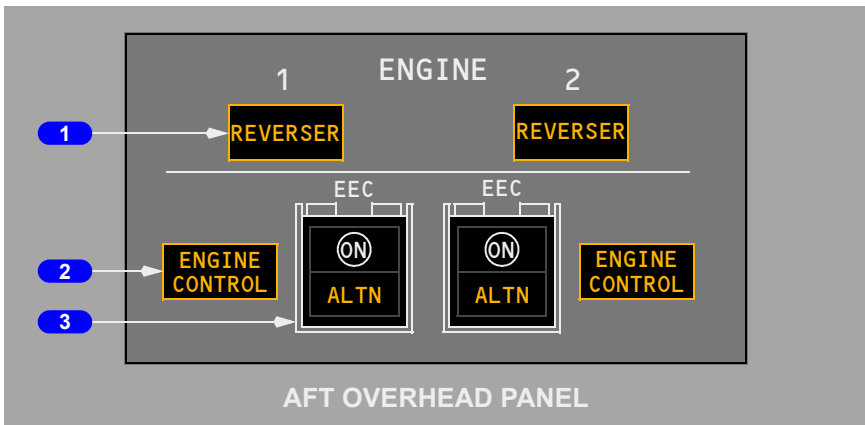 ENGINE
1 2
1 REVERSER REVERSER
EEC EEC
ON ON
2 ENGINE CONTROL ALTN ALTN ENGINE CONTROL
3
AFT OVERHEAD PANEL